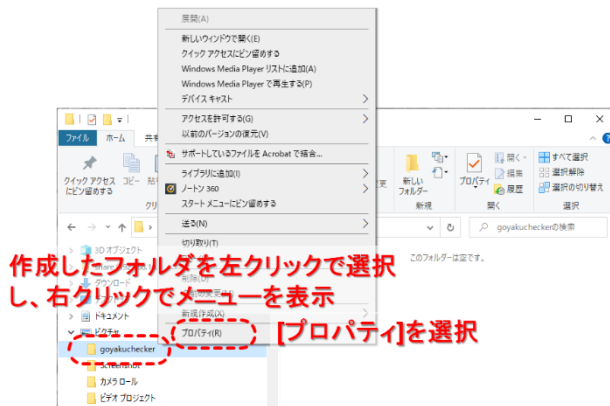 展開(A)
新しいウィンドウで開く(E)
クイック アクセスにピン留めする
Windows Media Player リストに追加(A)
Windows Media Player で再生する(P)
デバイス キャスト
アクセスを許可する(G)
以前のバージョンの復元(V)
サポートしているファイルを Acrobat で結合...
ライブラリに追加(I)
ノートン 360
スタート メニューにピン留めする
送る(N)
切り取り(T)
削除(D)
新規作成(X)
プロパティ(R)
ファイル ホーム 共有
クイック アクセス
にピン留めする
コピー
新しい
フォルダー
新規
プロパティ
開く
編集
履歴
開く
すべて選択
選択解除
選択の切り替え
選択
goyakucheckerの検索
このフォルダーは空です。
3D オブジェクト
ダウンロード
ドキュメント
ピクチャ
goyakuchecker
Screenshot
カメラ ロール
ビデオ プロジェクト
作成したフォルダを左クリックで選択
し、右クリックでメニューを表示
[プロパティ]を選択